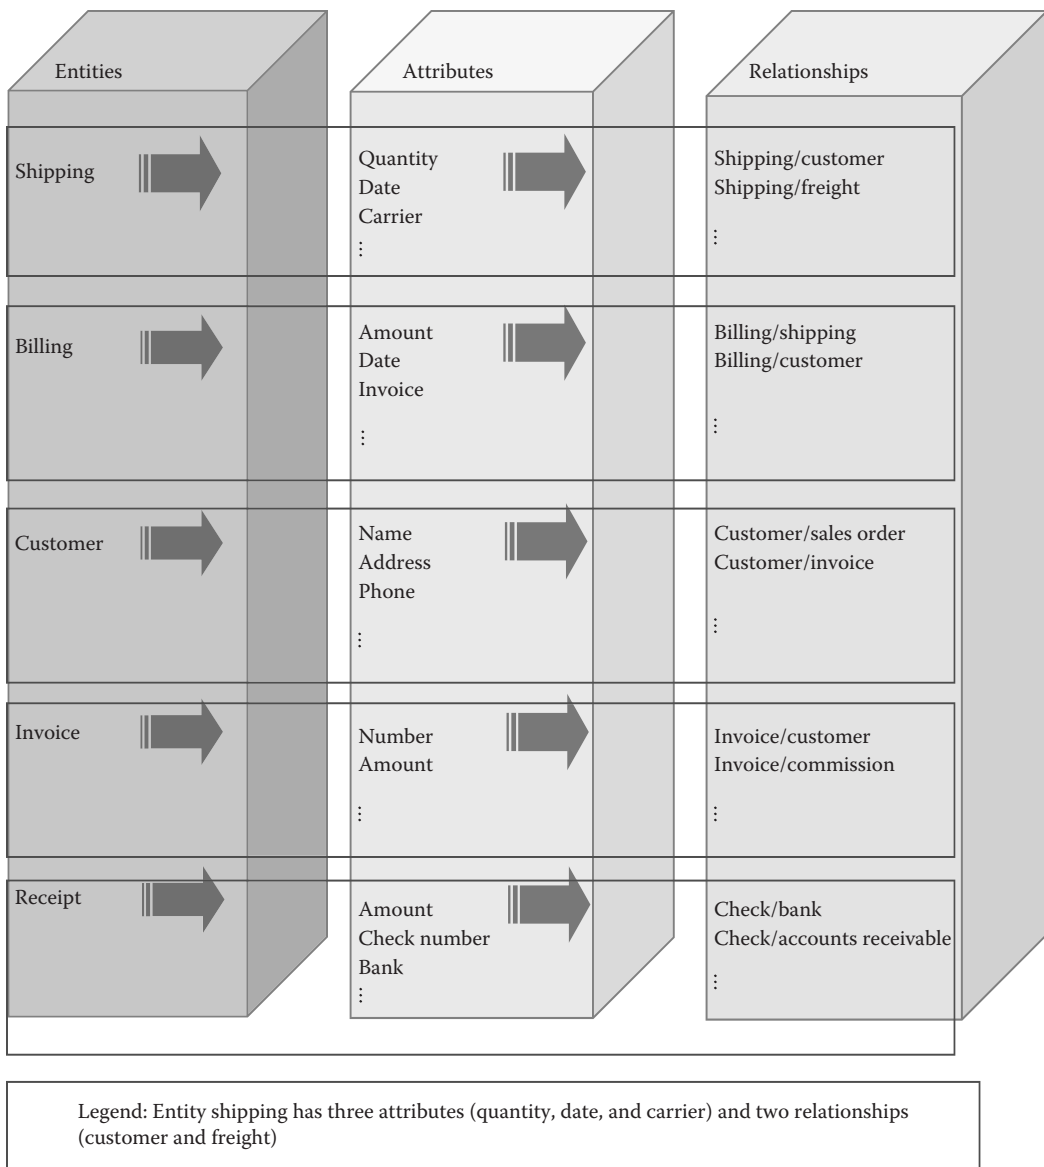 Entities
Attributes
Relationships
Shipping
Quantity
Date
Carrier
⋮
Shipping/customer
Shipping/freight
⋮
Billing
Amount
Date
Invoice
⋮
Billing/shipping
Billing/customer
⋮
Customer
Name
Address
Phone
⋮
Customer/sales order
Customer/invoice
⋮
Invoice
Number
Amount
⋮
Invoice/customer
Invoice/commission
⋮
Receipt
Amount
Check number
Bank
⋮
Check/bank
Check/accounts receivable
⋮
Legend: Entity shipping has three attributes (quantity, date, and carrier) and two relationships
(customer and freight)